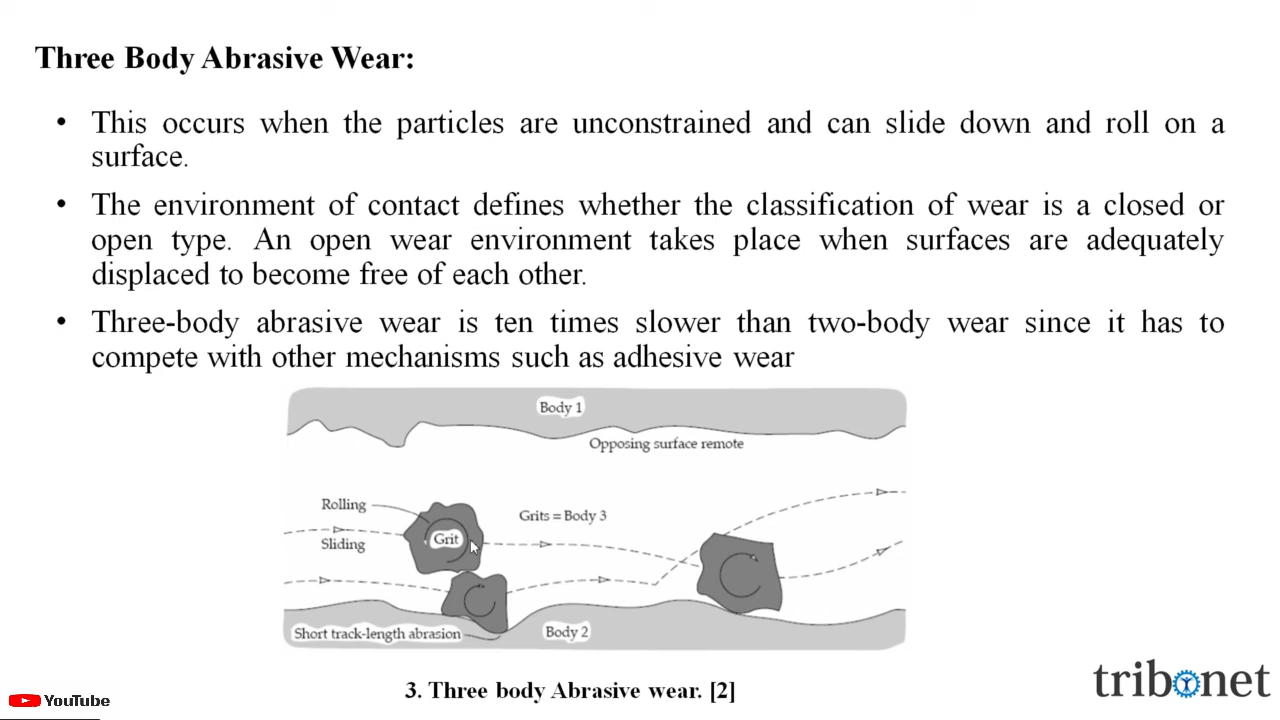 Three Body Abrasive Wear:
• This occurs when the particles are unconstrained and can slide down and roll on a
surface.
• The environment of contact defines whether the classification of wear is a closed or
open type. An open wear environment takes place when surfaces are adequately
displaced to become free of each other.
• Three-body abrasive wear is ten times slower than two-body wear since it has to
compete with other mechanisms such as adhesive wear
Body 1
Opposing surface remote
Rolling
Grits = Body 3
Grit
Sliding
Short track-length abrasion
Body 2
3. Three body Abrasive wear. [2]
YouTube
tribonet